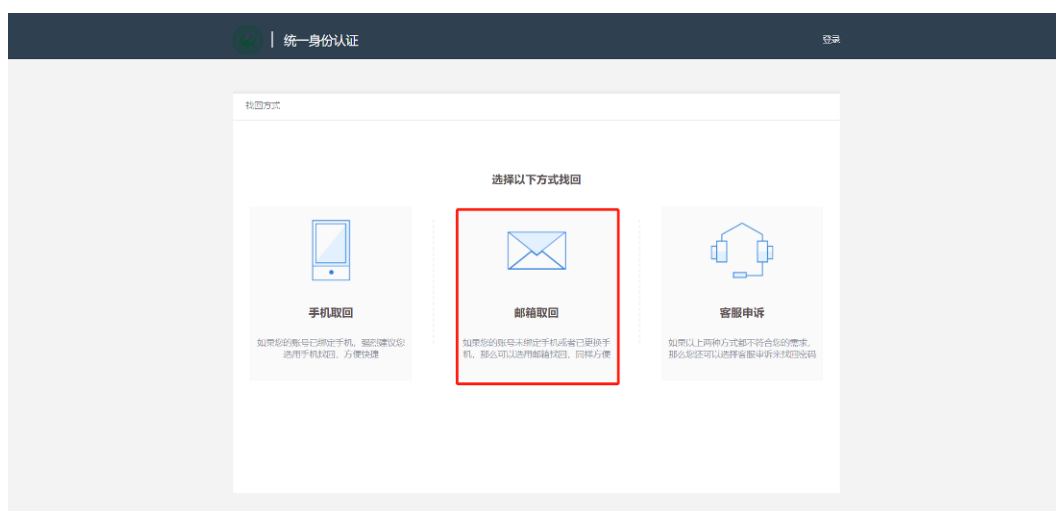 统一身份认证
登录
找回方式
选择以下方式找回
手机取回
邮箱取回
客服申诉
如果您的账号已绑定手机，强烈建议您
选用手机找回，方便快捷
如果您的账号未绑定手机或者已更换手
机，那么可以选用邮箱找回，同样方便
如果以上两种方式都不符合您的需求，
那么您还可以选择客服申诉来找回密码